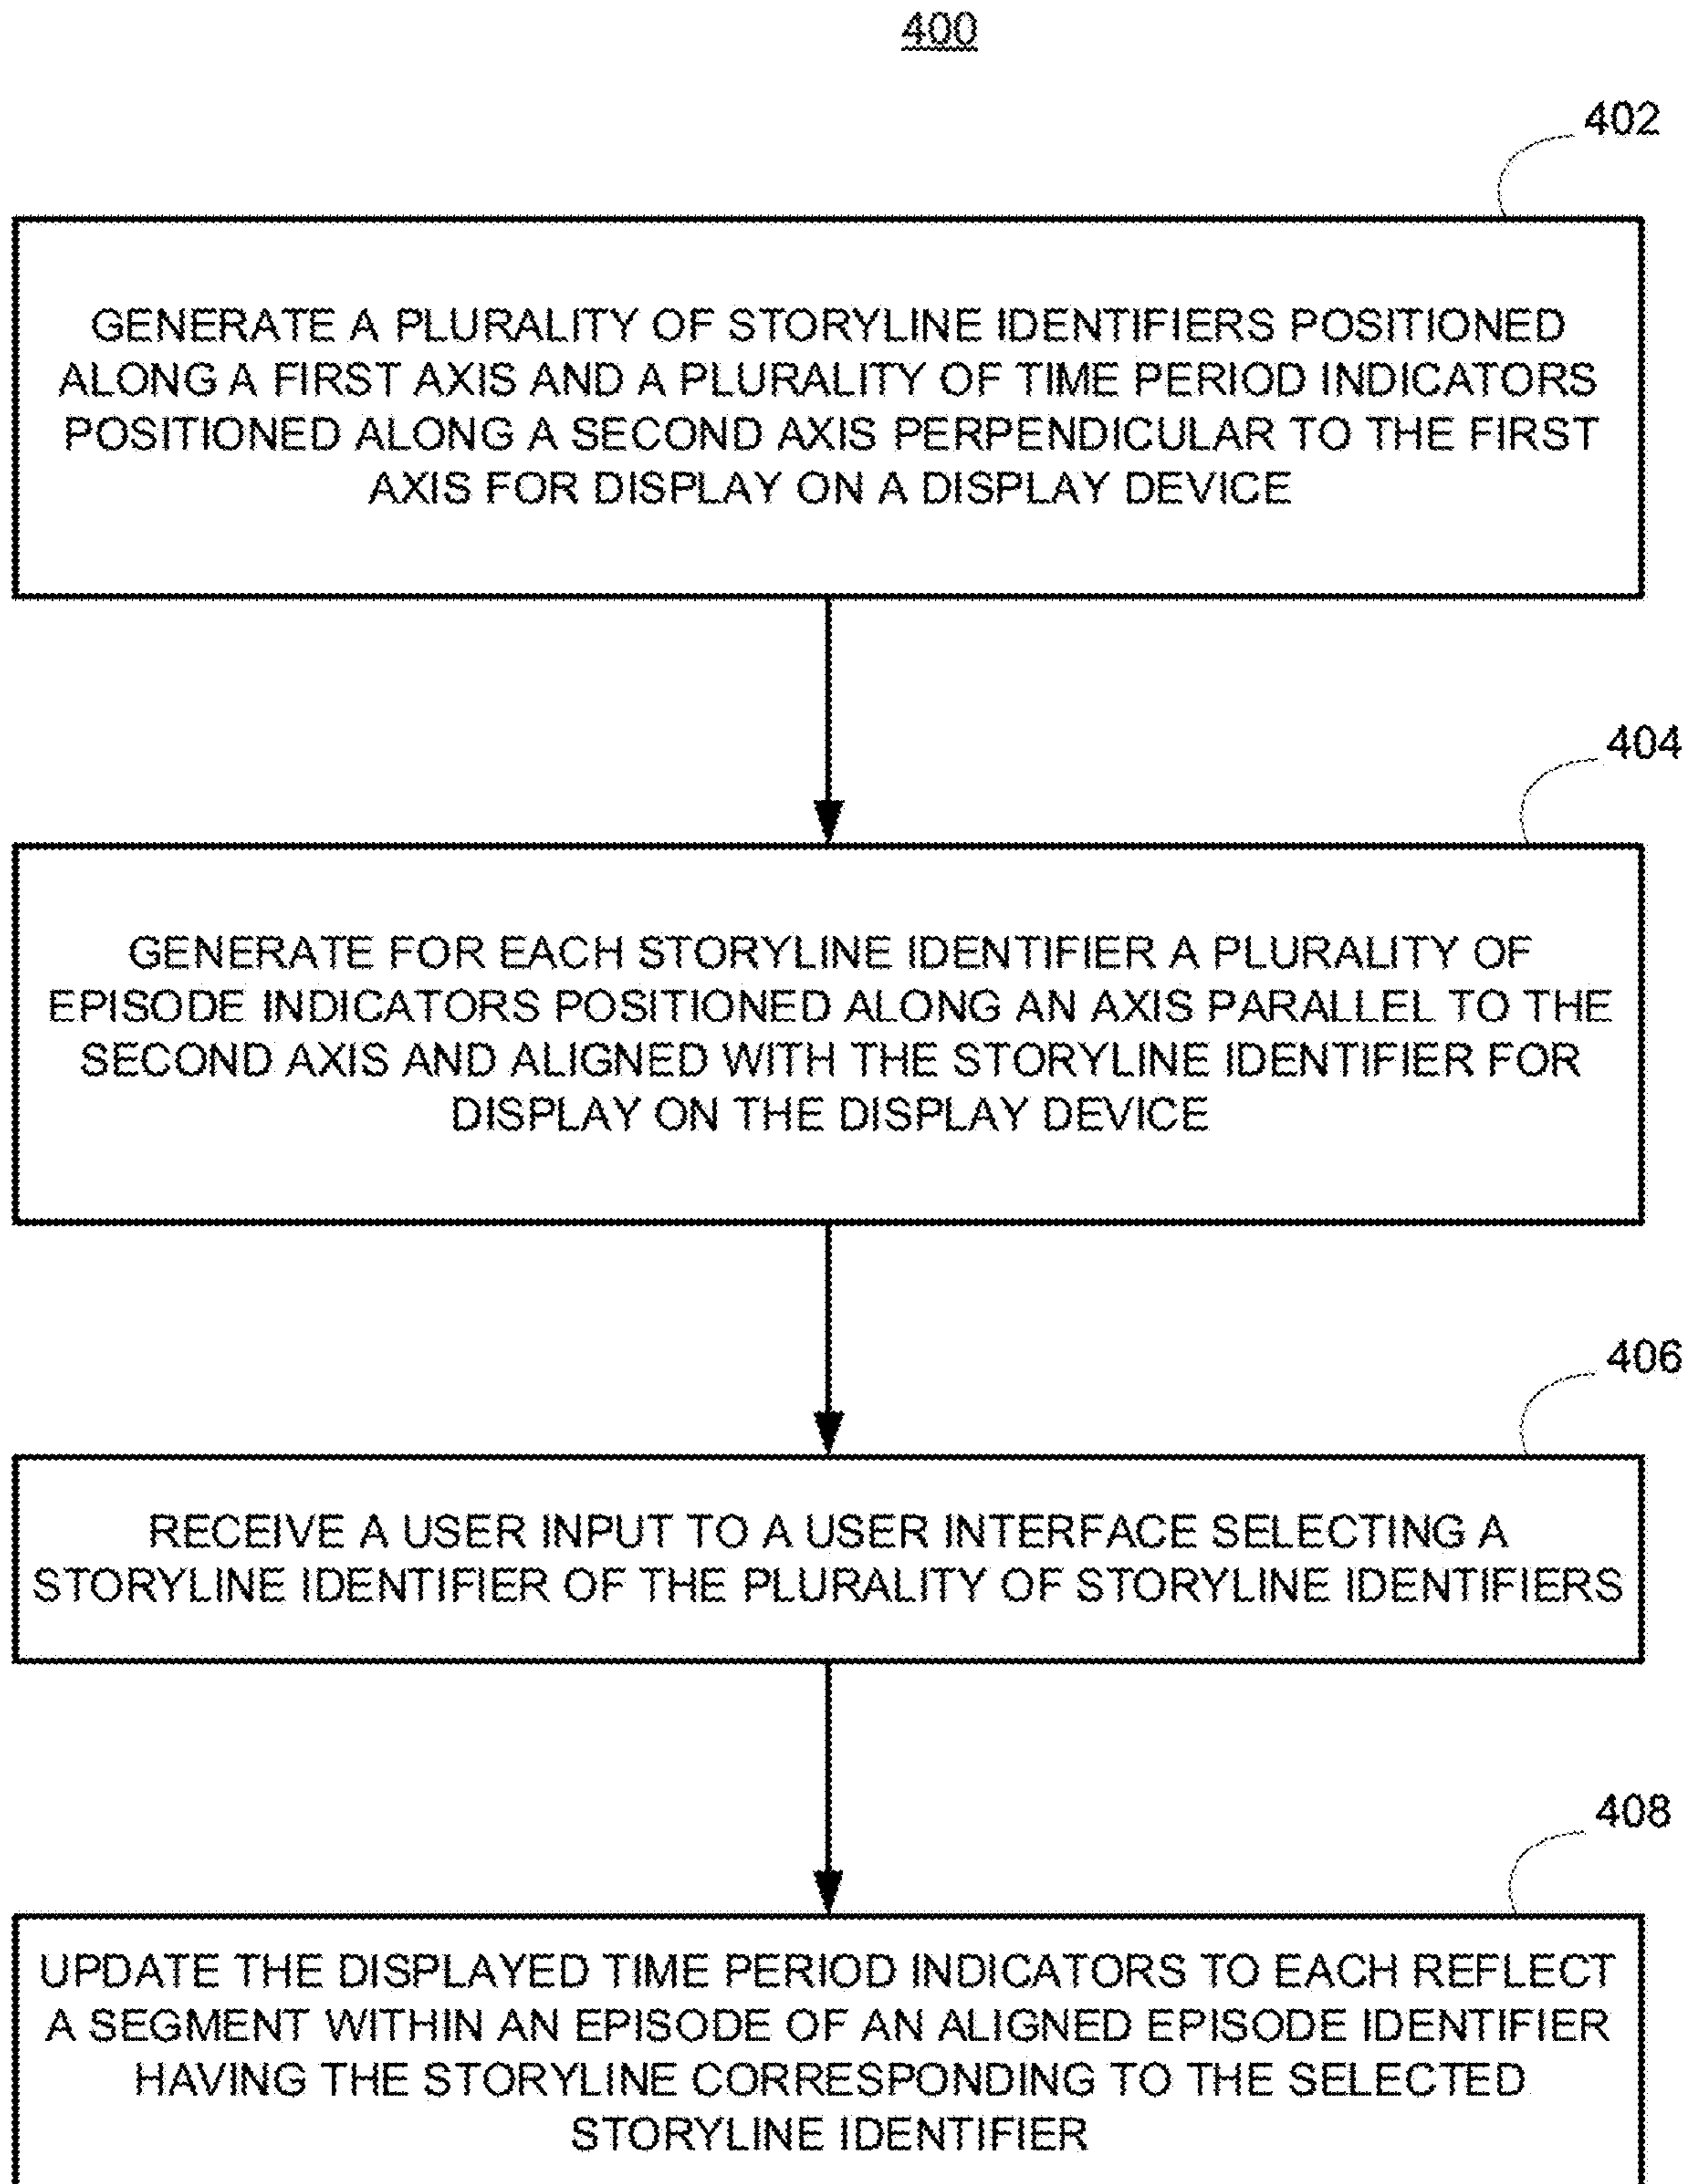 400
402
GENERATE A PLURALITY OF STORYLINE IDENTIFIERS POSITIONED
ALONG A FIRST AXIS AND A PLURALITY OF TIME PERIOD INDICATORS
POSITIONED ALONG A SECOND AXIS PERPENDICULAR TO THE FIRST
AXIS FOR DISPLAY ON A DISPLAY DEVICE
404
GENERATE FOR EACH STORYLINE IDENTIFIER A PLURALITY OF
EPISODE INDICATORS POSITIONED ALONG AN AXIS PARALLEL TO THE
SECOND AXIS AND ALIGNED WITH THE STORYLINE IDENTIFIER FOR
DISPLAY ON THE DISPLAY DEVICE
406
RECEIVE A USER INPUT TO A USER INTERFACE SELECTING A
STORYLINE IDENTIFIER OF THE PLURALITY OF STORYLINE IDENTIFIERS
408
UPDATE THE DISPLAYED TIME PERIOD INDICATORS TO EACH REFLECT
A SEGMENT WITHIN AN EPISODE OF AN ALIGNED EPISODE IDENTIFIER
HAVING THE STORYLINE CORRESPONDING TO THE SELECTED
STORYLINE IDENTIFIER